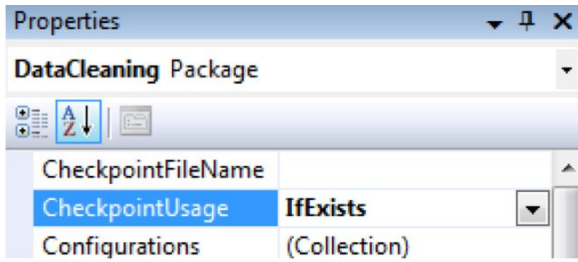 Properties
DataCleaning Package
A
Z
CheckpointFileName
CheckpointUsage IfExists
Configurations (Collection)